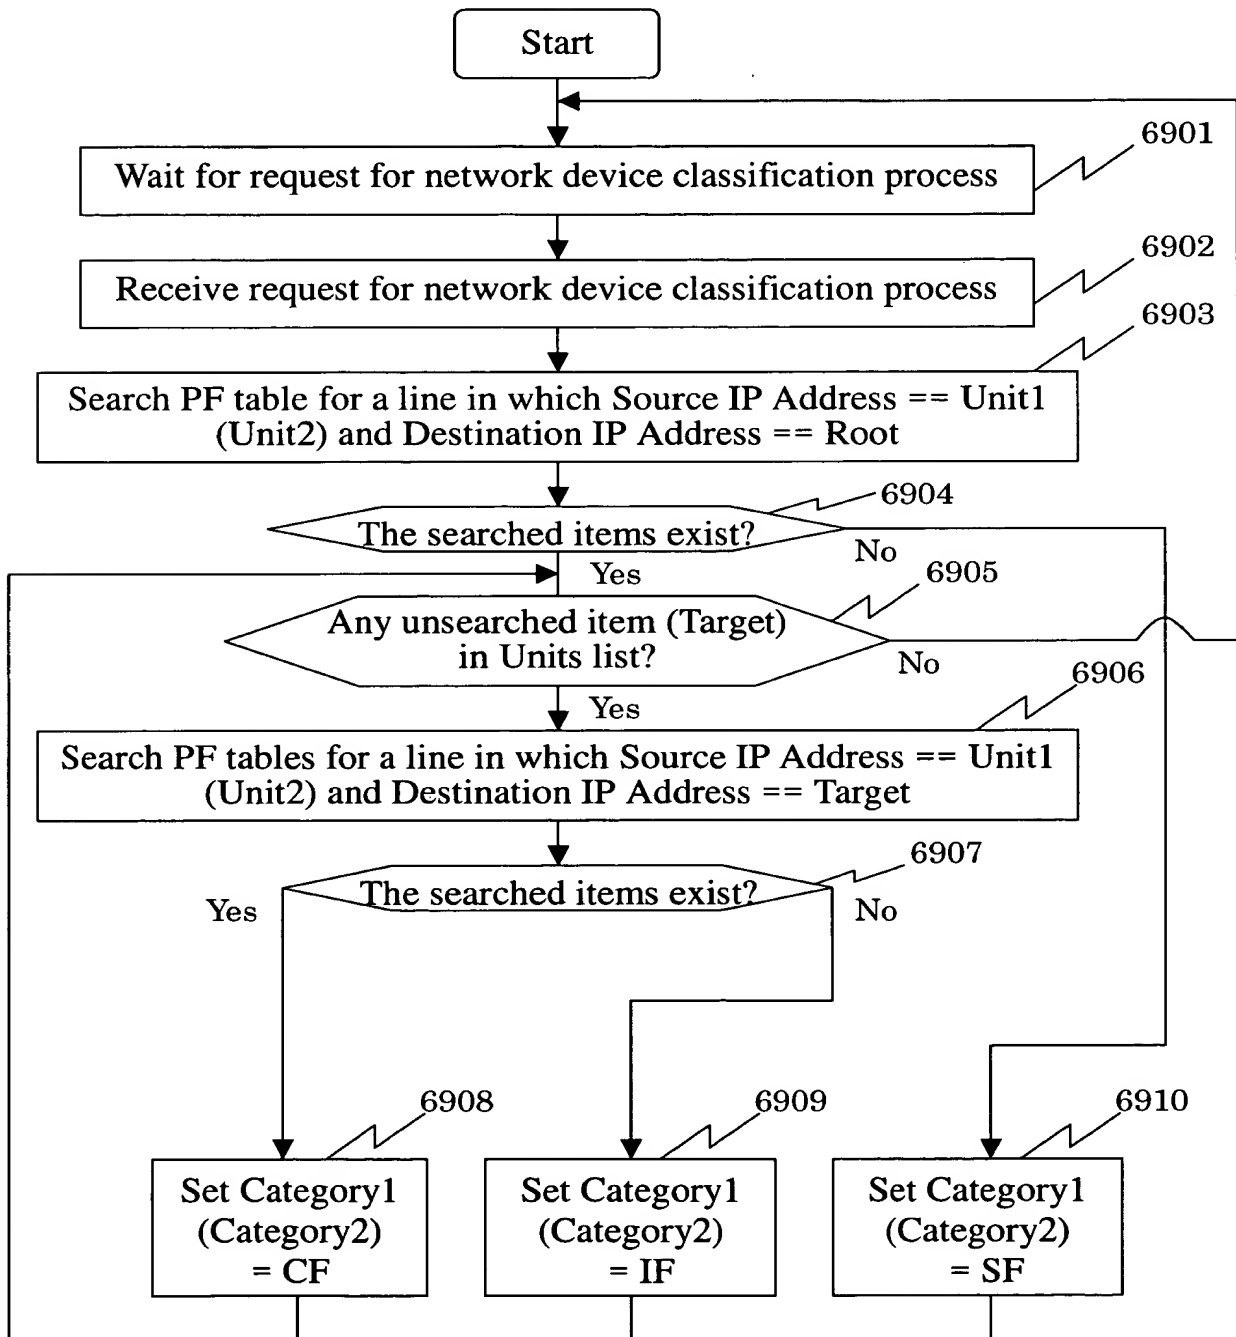 Start
6901
Wait for request for network device classification process
6902
Receive request for network device classification process
6903
Search PF table for a line in which Source IP Address == Unit1
(Unit2) and Destination IP Address == Root
6904
The searched items exist?
No
Yes
6905
Any unsearched item (Target)
in Units list?
No
6906
Yes
Search PF tables for a line in which Source IP Address == Unit1
(Unit2) and Destination IP Address == Target
6907
The searched items exist?
Yes
No
6908
6909
6910
Set Category1
(Category2)
= CF
Set Category1
(Category2)
= IF
Set Category1
(Category2)
= SF